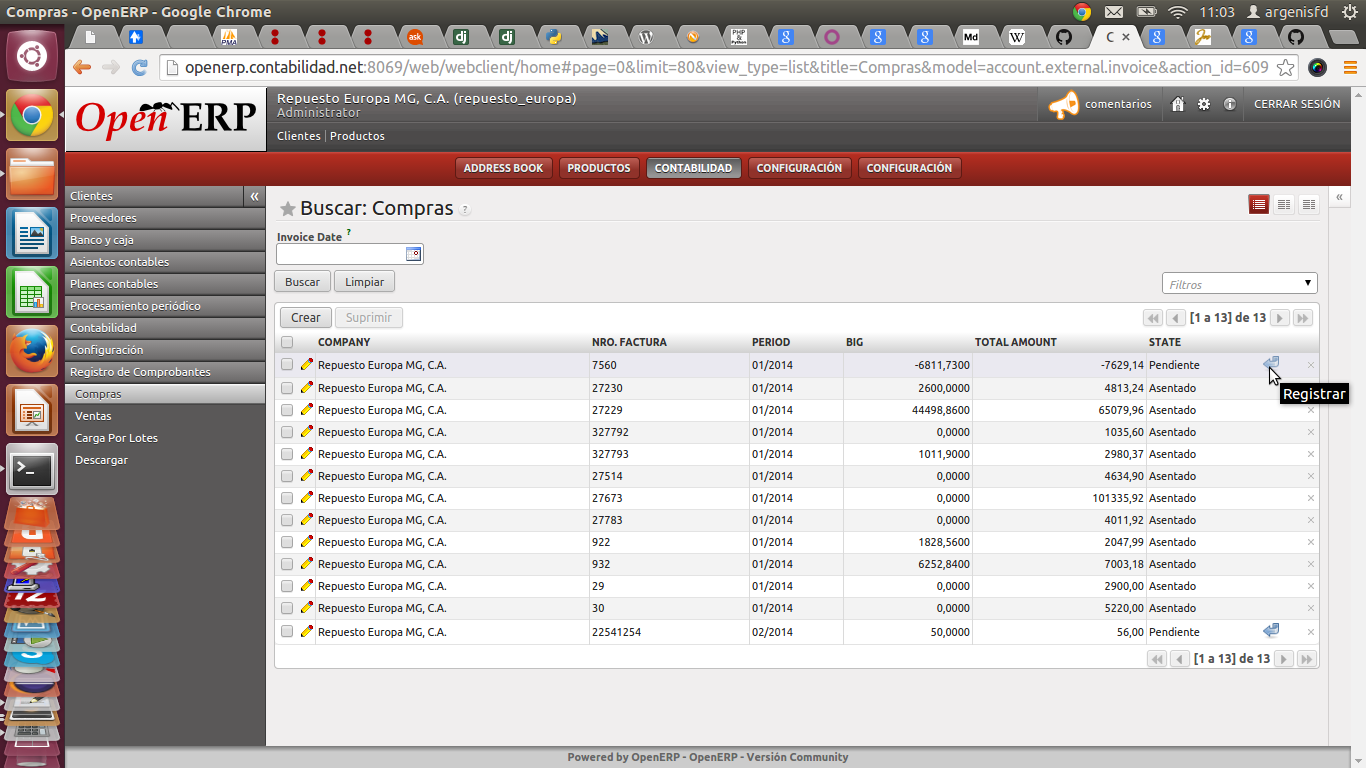 Compras - OpenERP - Google Chrome
11:03 argenisfd
openerp.contabilidad.net:8069/web/webclient/home#page=0&limit=80&view_type=list&title=Compras&model=account.external.invoice&action_id=609
Open ERP
Repuesto Europa MG, C.A. (repuesto_europa)
Administrator
Clientes | Productos
comentarios
CERRAR SESIÓN
ADDRESS BOOK PRODUCTOS CONTABILIDAD CONFIGURACIÓN CONFIGURACIÓN
Clientes «
Proveedores
Banco y caja
Asientos contables
Planes contables
Procesamiento periódico
Contabilidad
Configuración
Registro de Comprobantes
Compras
Ventas
Carga Por Lotes
Descargar
Buscar: Compras ?
Invoice Date ?
Buscar Limpiar
Filtros
Crear Suprimir
[1 a 13] de 13
COMPANY NRO. FACTURA PERIOD BIG TOTAL AMOUNT STATE
Repuesto Europa MG, C.A. 7560 01/2014 -6811,7300 -7629,14 Pendiente
Repuesto Europa MG, C.A. 27230 01/2014 2600,0000 4813,24 Asentado
Registrar
Repuesto Europa MG, C.A. 27229 01/2014 44498,8600 65079,96 Asentado
Repuesto Europa MG, C.A. 327792 01/2014 0,0000 1035,60 Asentado
Repuesto Europa MG, C.A. 327793 01/2014 1011,9000 2980,37 Asentado
Repuesto Europa MG, C.A. 27514 01/2014 0,0000 4634,90 Asentado
Repuesto Europa MG, C.A. 27673 01/2014 0,0000 101335,92 Asentado
Repuesto Europa MG, C.A. 27783 01/2014 0,0000 4011,92 Asentado
Repuesto Europa MG, C.A. 922 01/2014 1828,5600 2047,99 Asentado
Repuesto Europa MG, C.A. 932 01/2014 6252,8400 7003,18 Asentado
Repuesto Europa MG, C.A. 29 01/2014 0,0000 2900,00 Asentado
Repuesto Europa MG, C.A. 30 01/2014 0,0000 5220,00 Asentado
Repuesto Europa MG, C.A. 22541254 02/2014 50,0000 56,00 Pendiente
[1 a 13] de 13
Powered by OpenERP - OpenERP - Versión Community